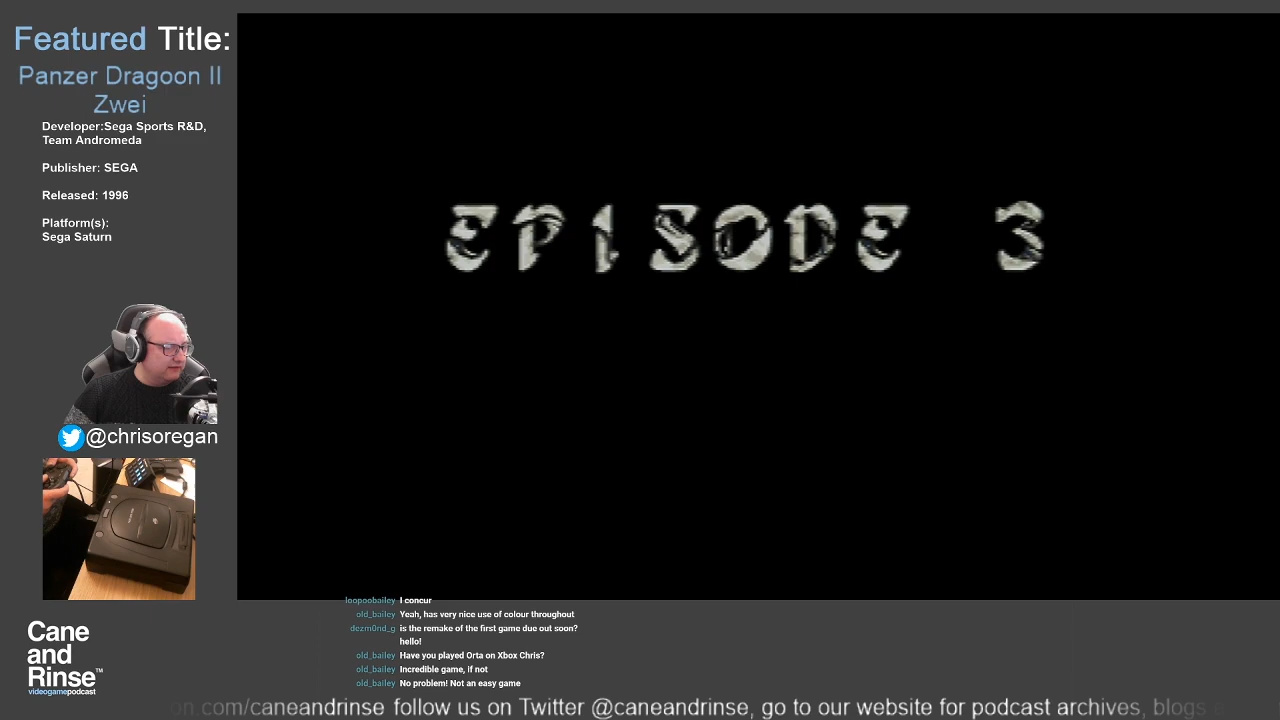 Featured Title:
Panzer Dragoon II
Zwei
Developer:Sega Sports R&D,
Team Andromeda
Publisher: SEGA
Released: 1996
Platform(s):
Sega Saturn
EPISODE 3
@chrisoregan
loopoobailey I concur
old_bailey Yeah, has very nice use of colour throughout
dezm0nd_g is the remake of the first game due out soon?
hello!
old_bailey Have you played Orta on Xbox Chris?
old_bailey Incredible game, if not
old_bailey No problem! Not an easy game
Cane
and
Rinse™
videogamepodcast
on.com/caneandrinse follow us on Twitter @caneandrinse, go to our website for podcast archives, blogs